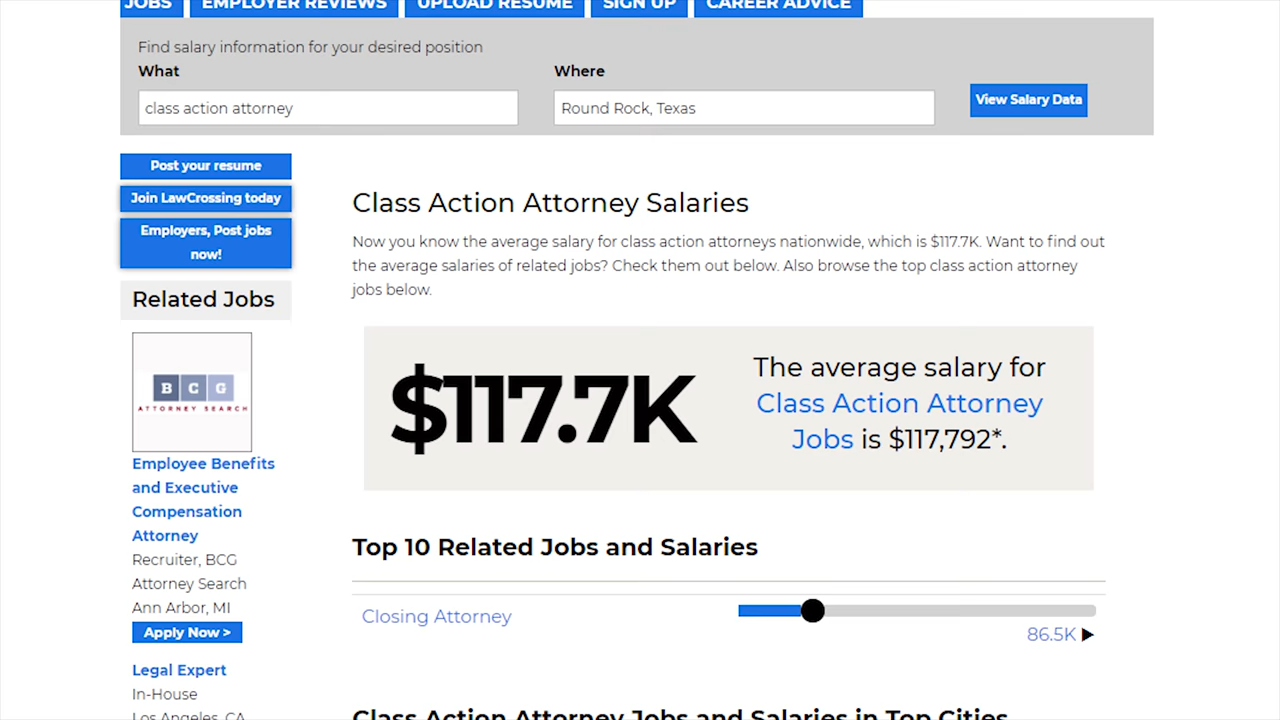 JOBS
EMPLOYER REVIEWS
UPLOAD RESUME
SIGN UP
CAREER ADVICE
Find salary information for your desired position
What
Where
class action attorney
Round Rock, Texas
View Salary Data
Post your resume
Join LawCrossing today
Employers, Post jobs
now!
Related Jobs
B C G
ATTORNEY SEARCH
Employee Benefits
and Executive
Compensation
Attorney
Recruiter, BCG
Attorney Search
Ann Arbor, MI
Apply Now >
Legal Expert
In-House
Los Angeles, CA
Class Action Attorney Salaries
Now you know the average salary for class action attorneys nationwide, which is $117.7K. Want to find out
the average salaries of related jobs? Check them out below. Also browse the top class action attorney
jobs below.
$117.7K
The average salary for
Class Action Attorney
Jobs is $117,792*.
Top 10 Related Jobs and Salaries
Closing Attorney
86.5K
Class Action Attorney Jobs and Salaries in Top Cities